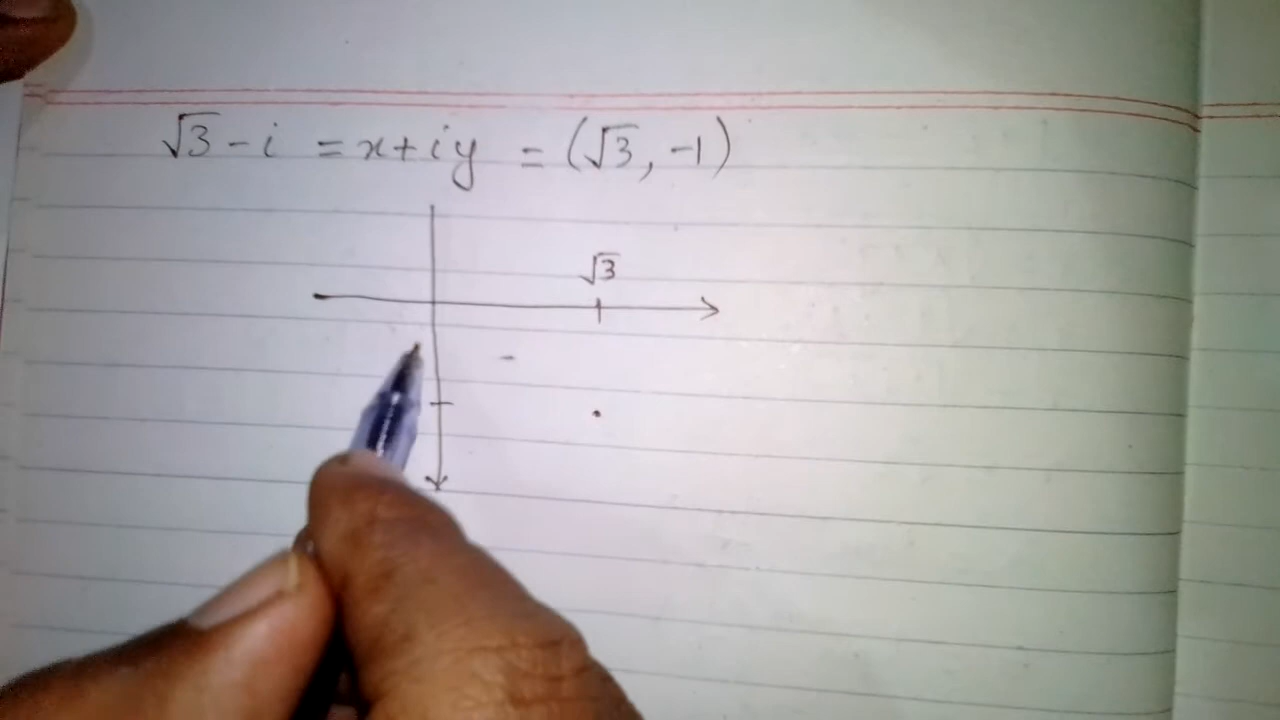 √3 - i = x + iy = (√3, -1)
√3